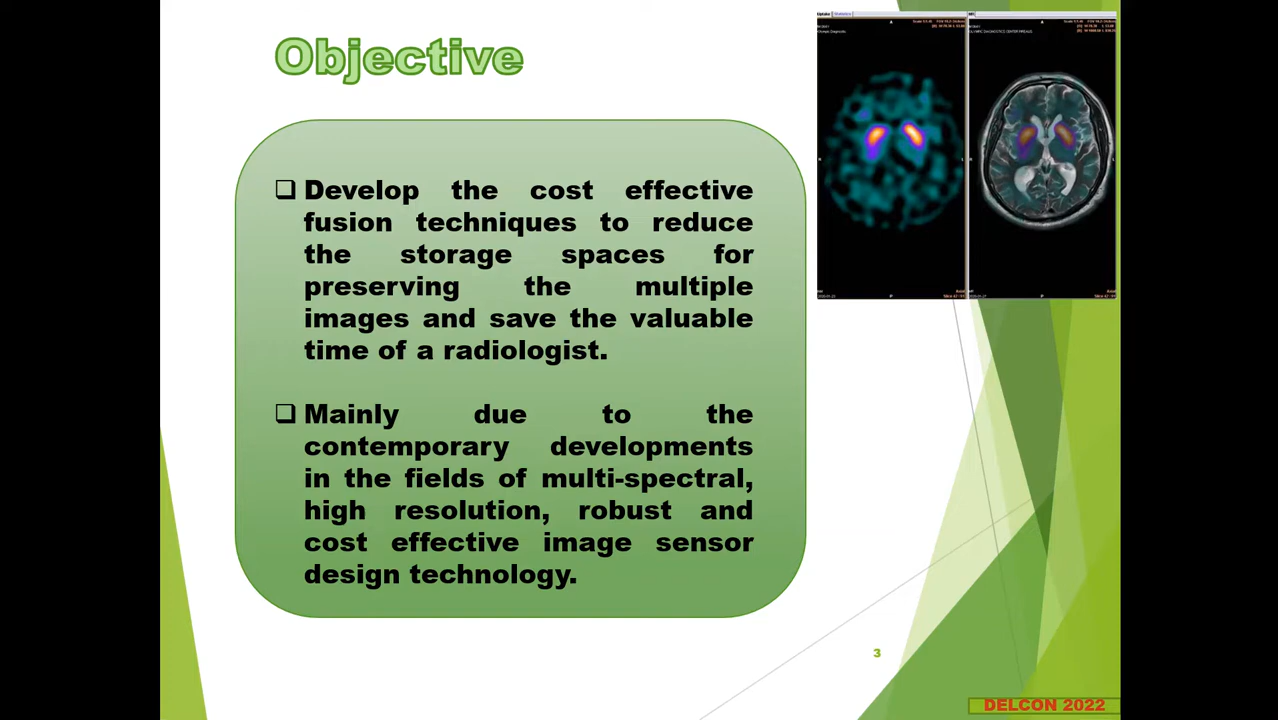 Objective
❑ Develop the cost effective
fusion techniques to reduce
the storage spaces for
preserving the multiple
images and save the valuable
time of a radiologist.
❑ Mainly due to the
contemporary developments
in the fields of multi-spectral,
high resolution, robust and
cost effective image sensor
design technology.
3
DELCON 2022